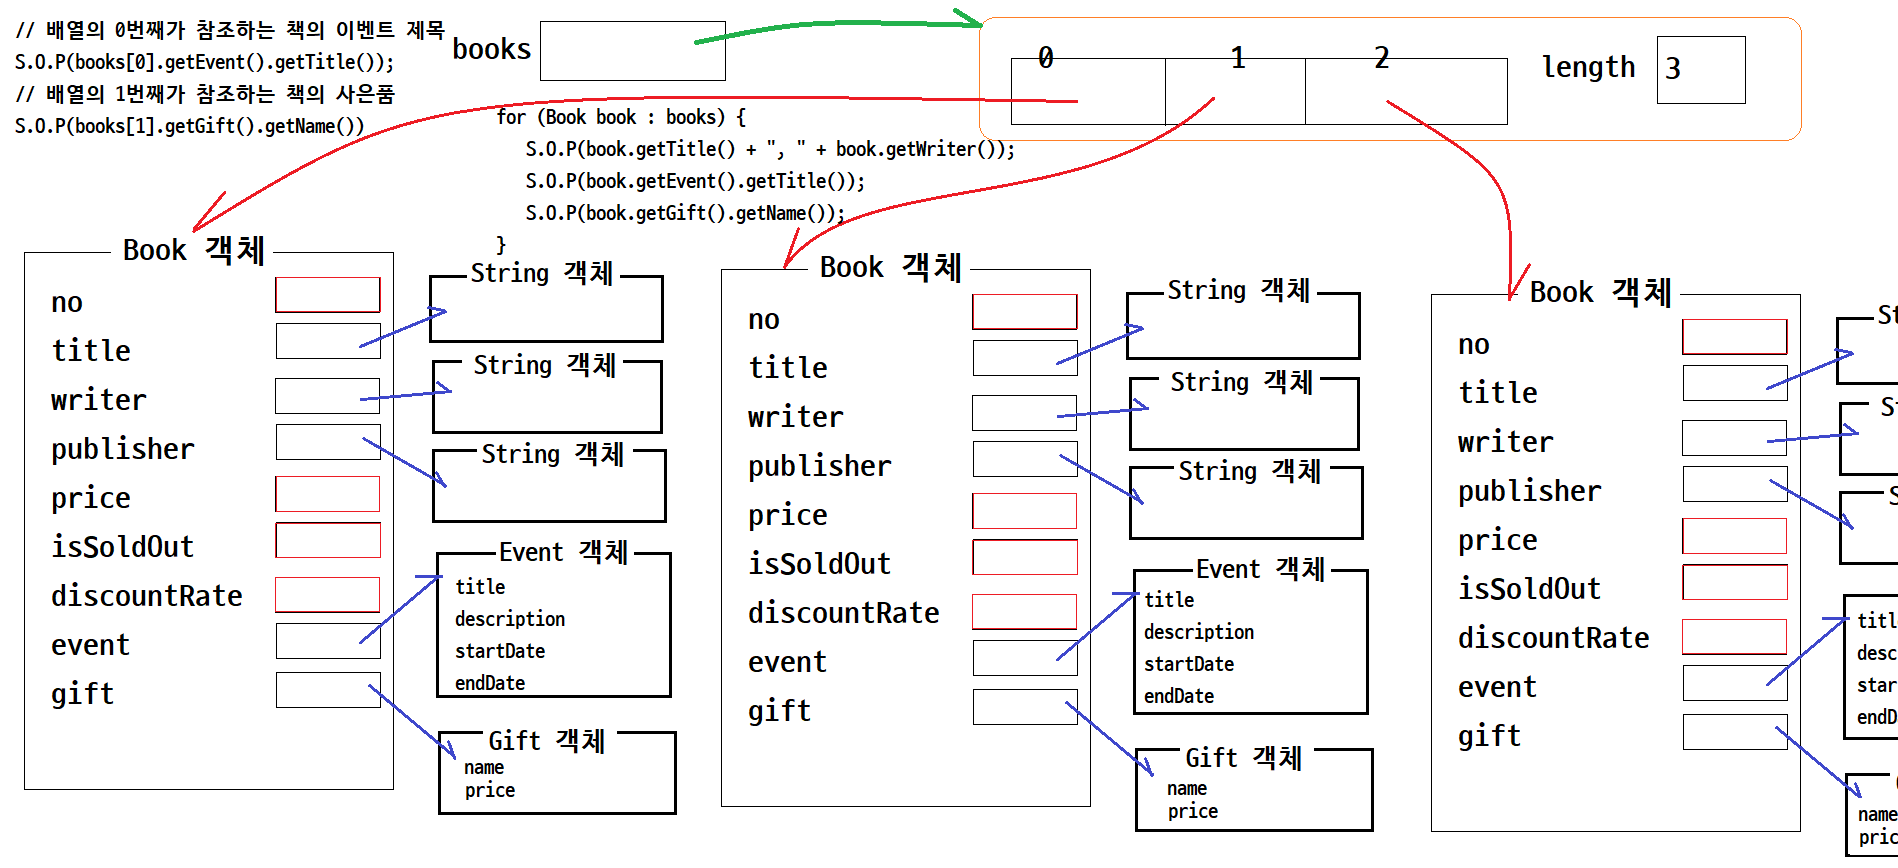 // 배열의 0번째가 참조하는 책의 이벤트 제목
S.O.P(books[0].getEvent().getTitle());
// 배열의 1번째가 참조하는 책의 사은품
S.O.P(books[1].getGift().getName())
books
0 1 2
length 3
for (Book book : books) {
S.O.P(book.getTitle() + ", " + book.getWriter());
S.O.P(book.getEvent().getTitle());
S.O.P(book.getGift().getName());
}
Book 객체
no
title
writer
publisher
price
isSoldOut
discountRate
event
gift
String 객체
String 객체
String 객체
Event 객체
title
description
startDate
endDate
Gift 객체
name
price
Book 객체
no
title
writer
publisher
price
isSoldOut
discountRate
event
gift
String 객체
String 객체
String 객체
Event 객체
title
description
startDate
endDate
Gift 객체
name
price
Book 객체
no
title
writer
publisher
price
isSoldOut
discountRate
event
gift